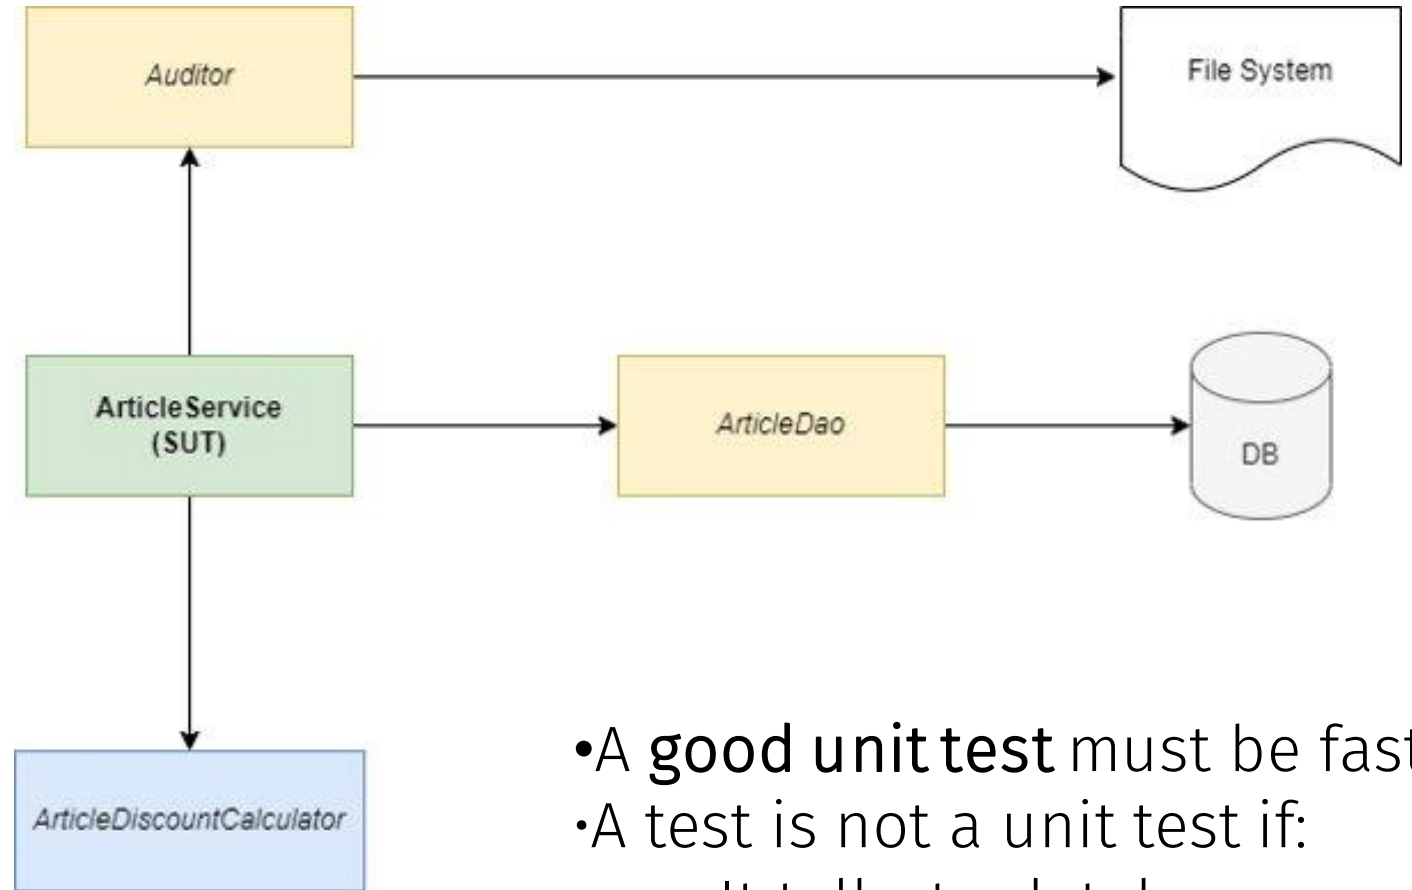 Auditor
File System
ArticleService
(SUT)
ArticleDao
DB
ArticleDiscountCalculator
•A good unit test must be fast
•A test is not a unit test if: